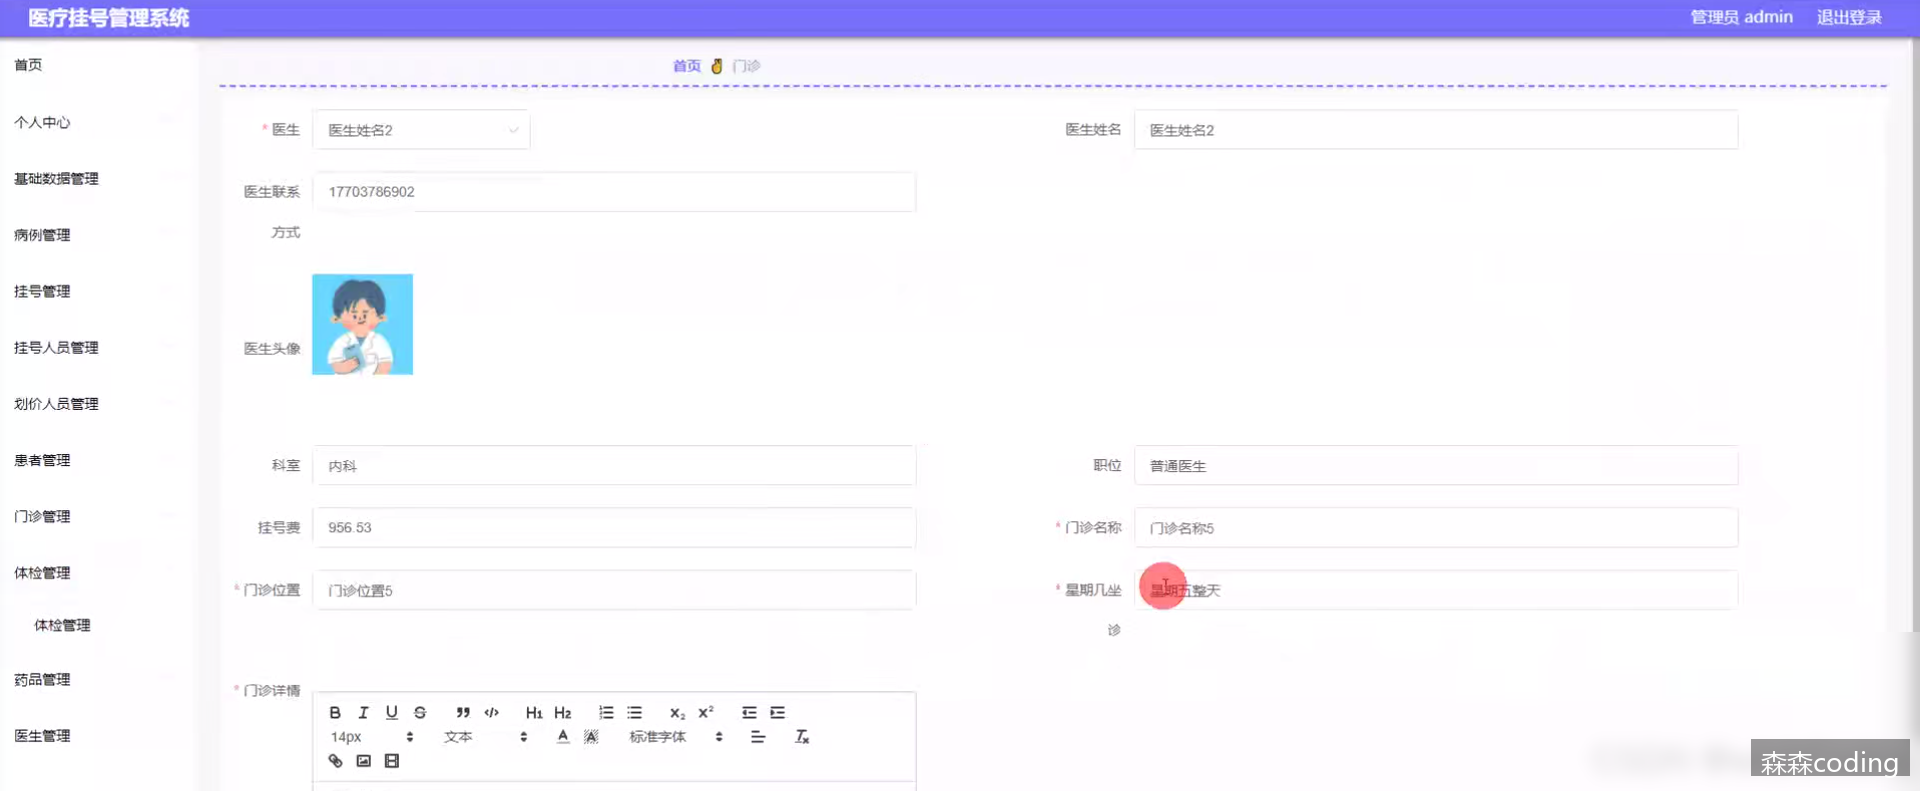 医疗挂号管理系统
管理员 admin 退出登录
首页
个人中心
基础数据管理
病例管理
挂号管理
挂号人员管理
划价人员管理
患者管理
门诊管理
体检管理
体检管理
药品管理
医生管理
首页 门诊
* 医生 医生姓名2
医生姓名 医生姓名2
医生联系方式 17703786902
医生头像
科室 内科
职位 普通医生
挂号费 956.53
* 门诊名称 门诊名称5
* 门诊位置 门诊位置5
* 星期几坐诊 星期五整天
* 门诊详情
B I U S ” </> H1 H2 X₂ X²
14px 文本 A A 标准字体 Tx
森森coding